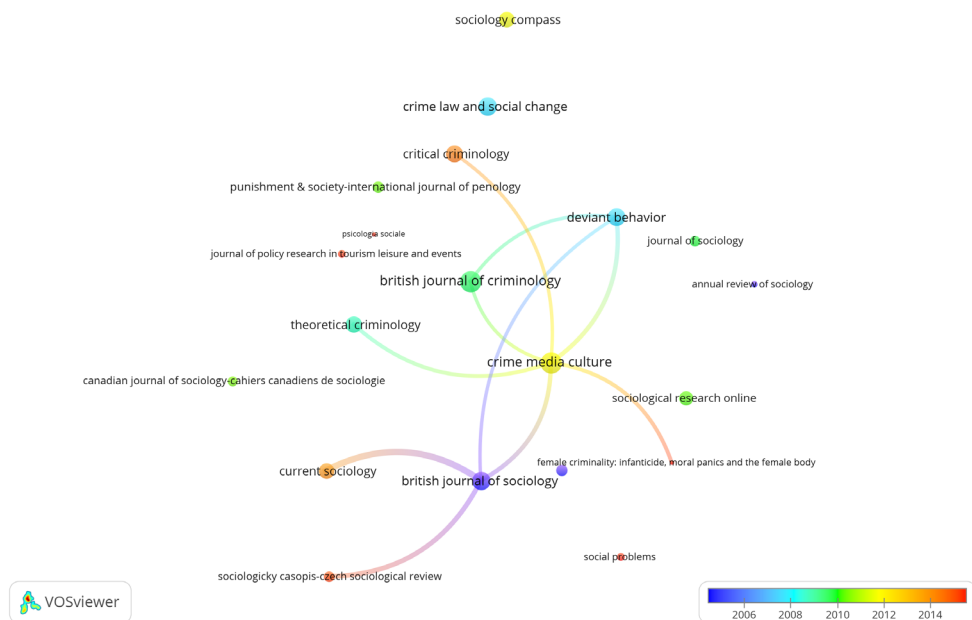 sociology compass
crime law and social change
critical criminology
punishment & society-international journal of penology
deviant behavior
psicologia sociale
journal of sociology
journal of policy research in tourism leisure and events
british journal of criminology
annual review of sociology
theoretical criminology
crime media culture
canadian journal of sociology-cahiers canadiens de sociologie
sociological research online
female criminality: infanticide, moral panics and the female body
current sociology
british journal of sociology
social problems
sociologicky casopis-czech sociological review
VOSviewer
2006 2008 2010 2012 2014